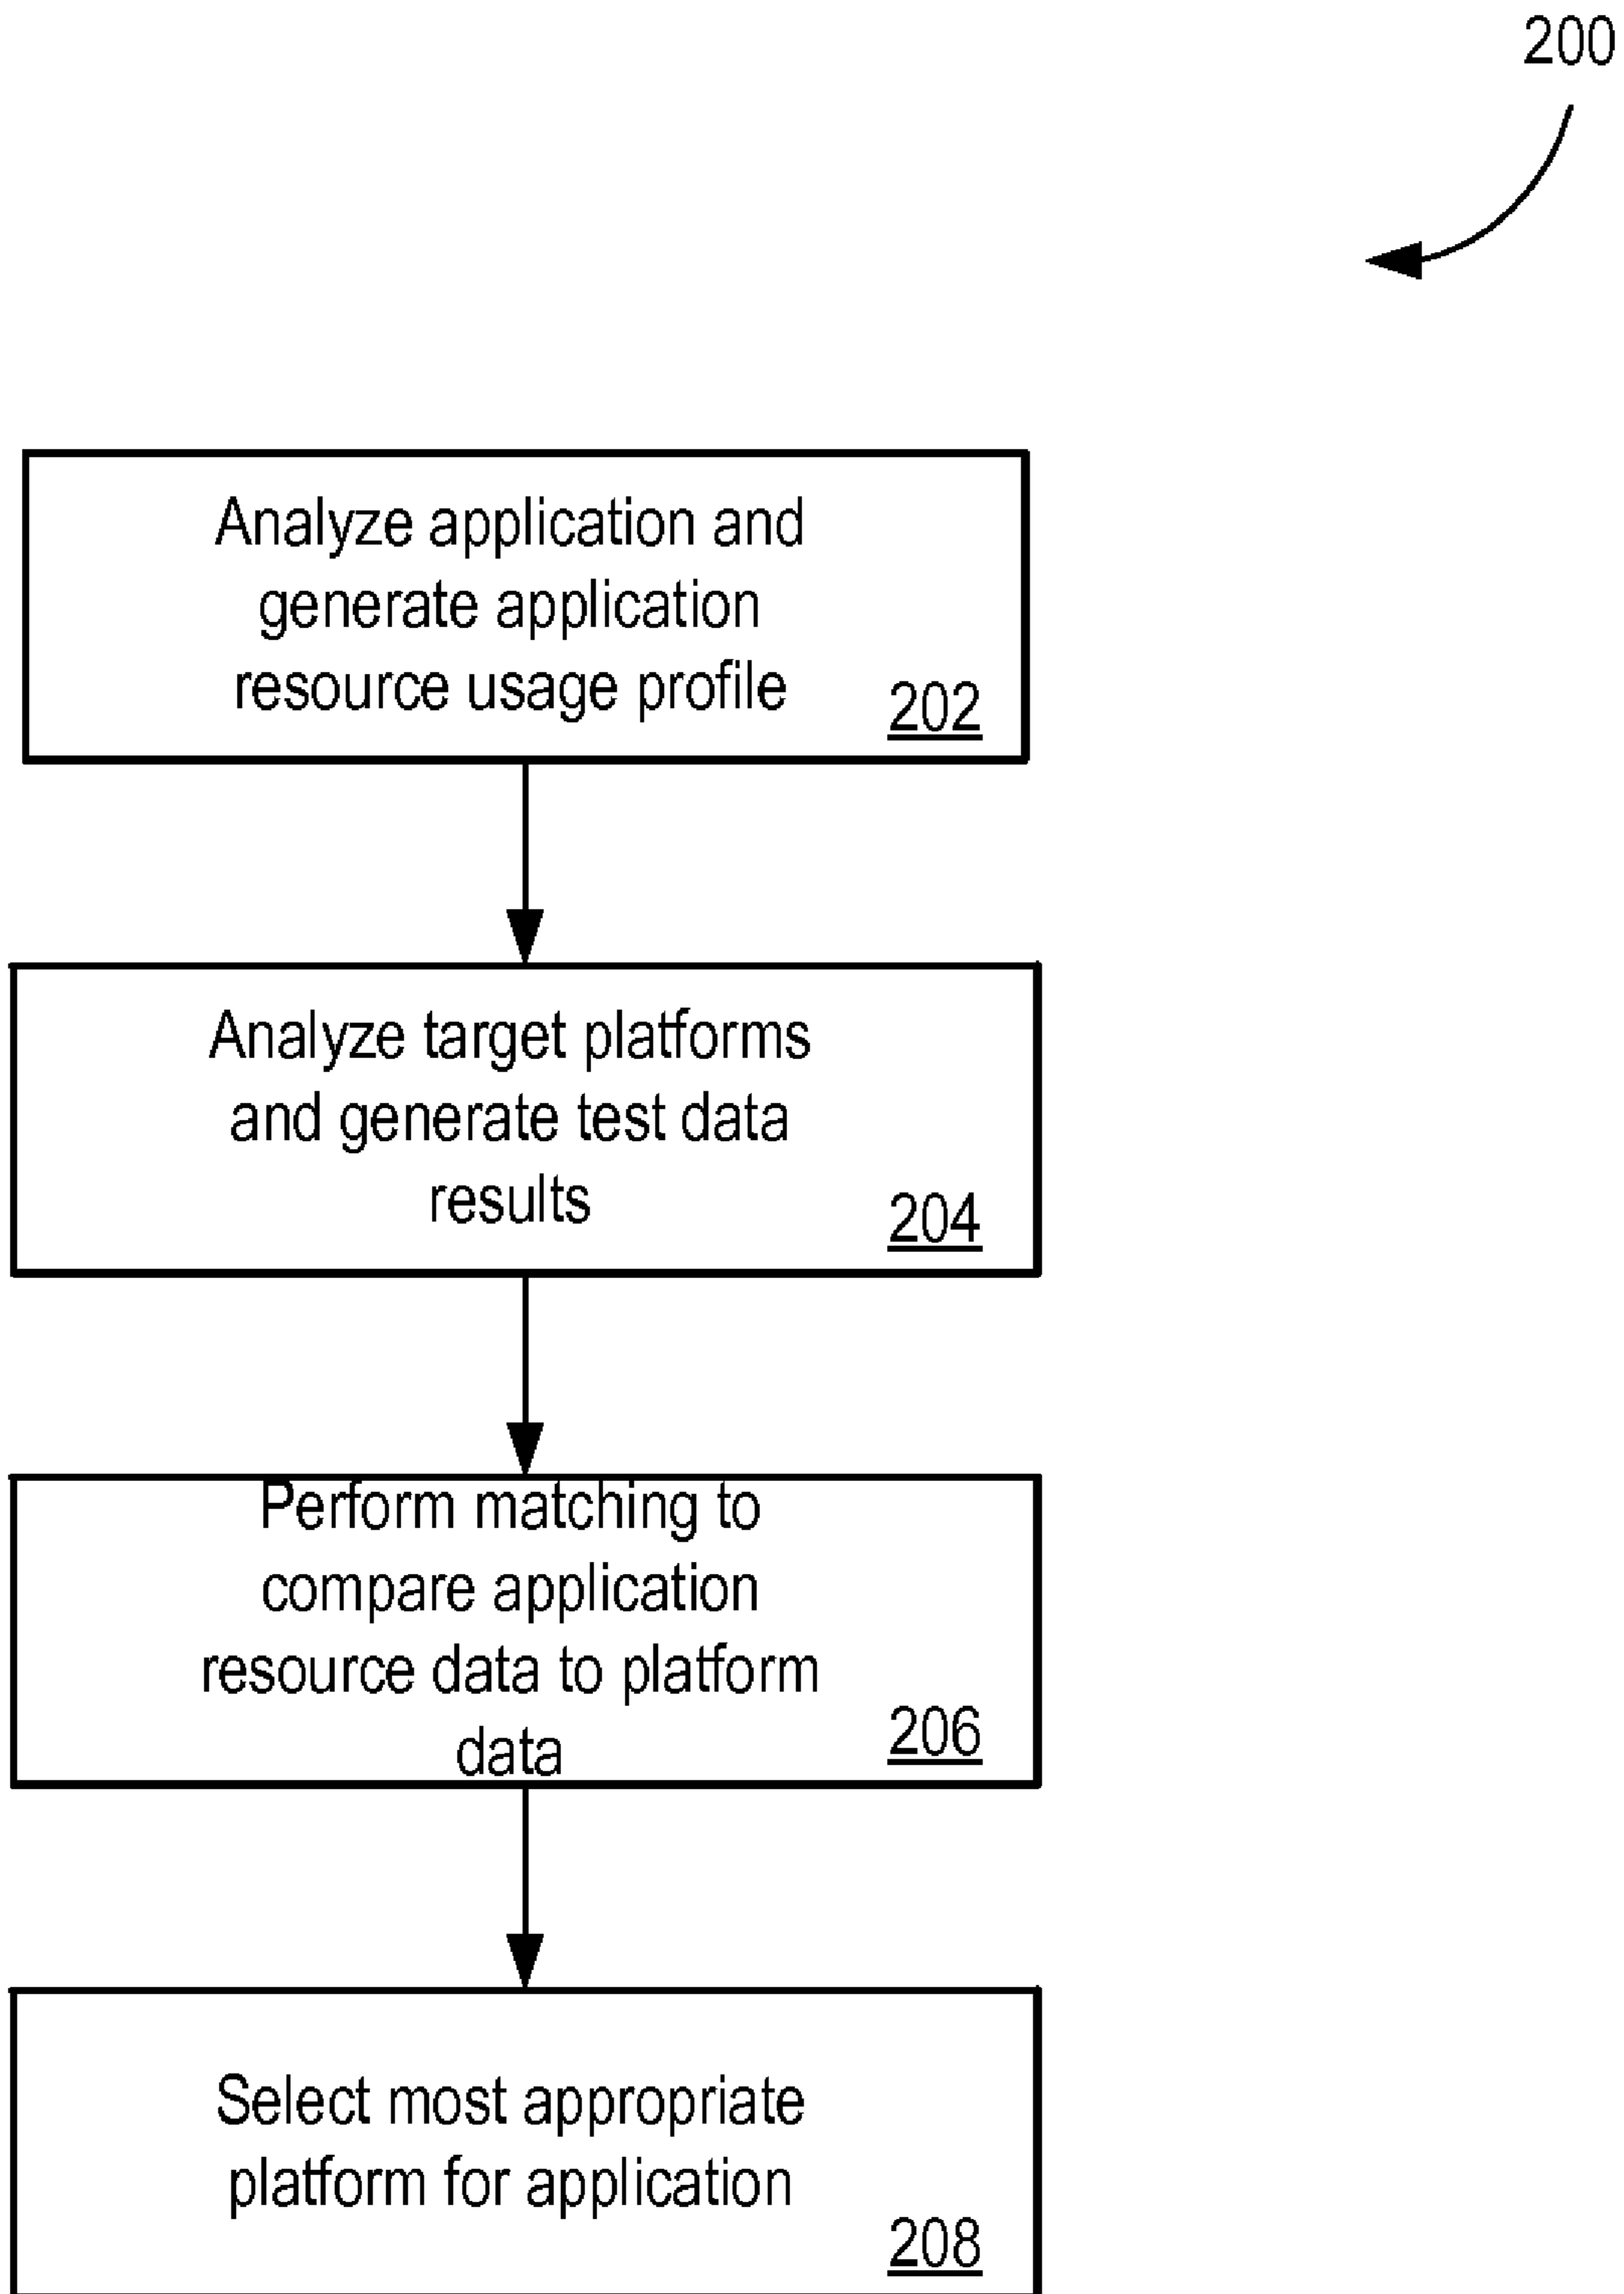 200
Analyze application and
generate application
resource usage profile
202
Analyze target platforms
and generate test data
results
204
Perform matching to
compare application
resource data to platform
data
206
Select most appropriate
platform for application
208